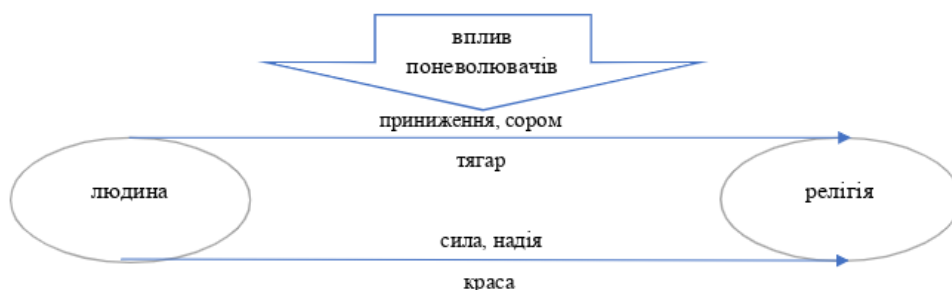 вплив
поневолювачів
приниження, сором
тягар
людина
релігія
сила, надія
краса